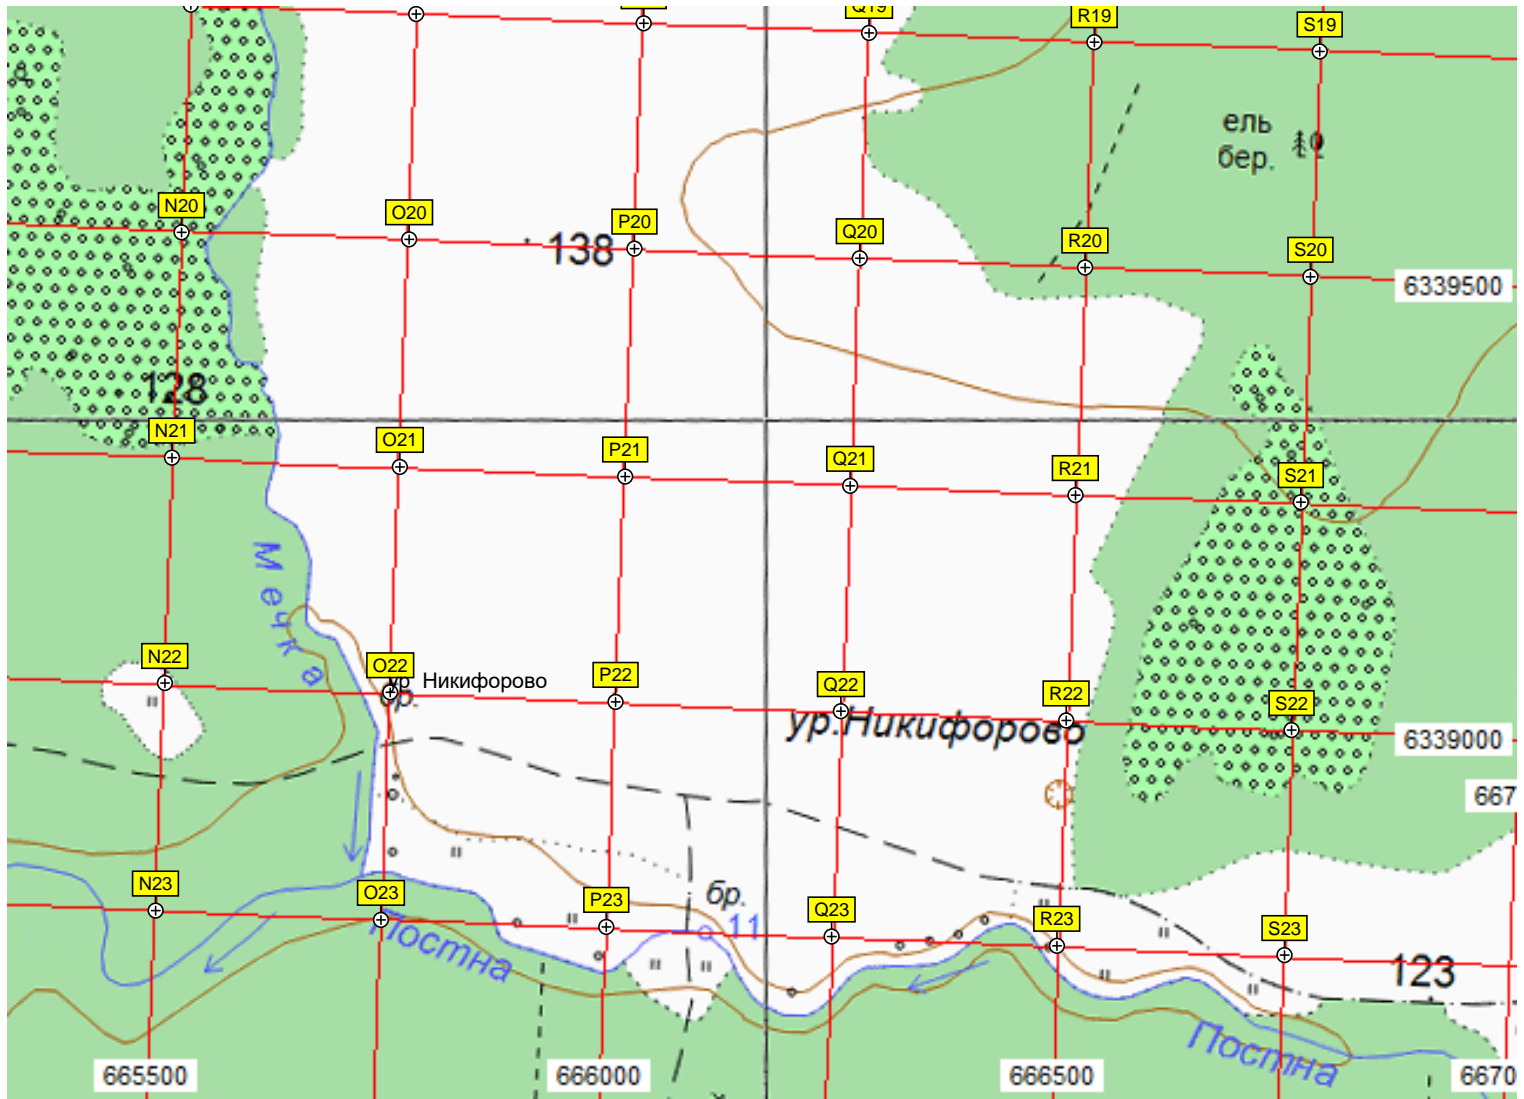 Q19
R19
S19
ель
бер.
N20
O20
P20
138
Q20
R20
S20
6339500
128
N21
O21
P21
Q21
R21
S21
Мечка
N22
O22
ур. Никифорово
бр.
P22
Q22
R22
S22
ур.Никифорово
6339000
667
N23
O23
P23
бр.
11
Q23
R23
S23
Постна
123
Постна
665500
666000
666500
6670